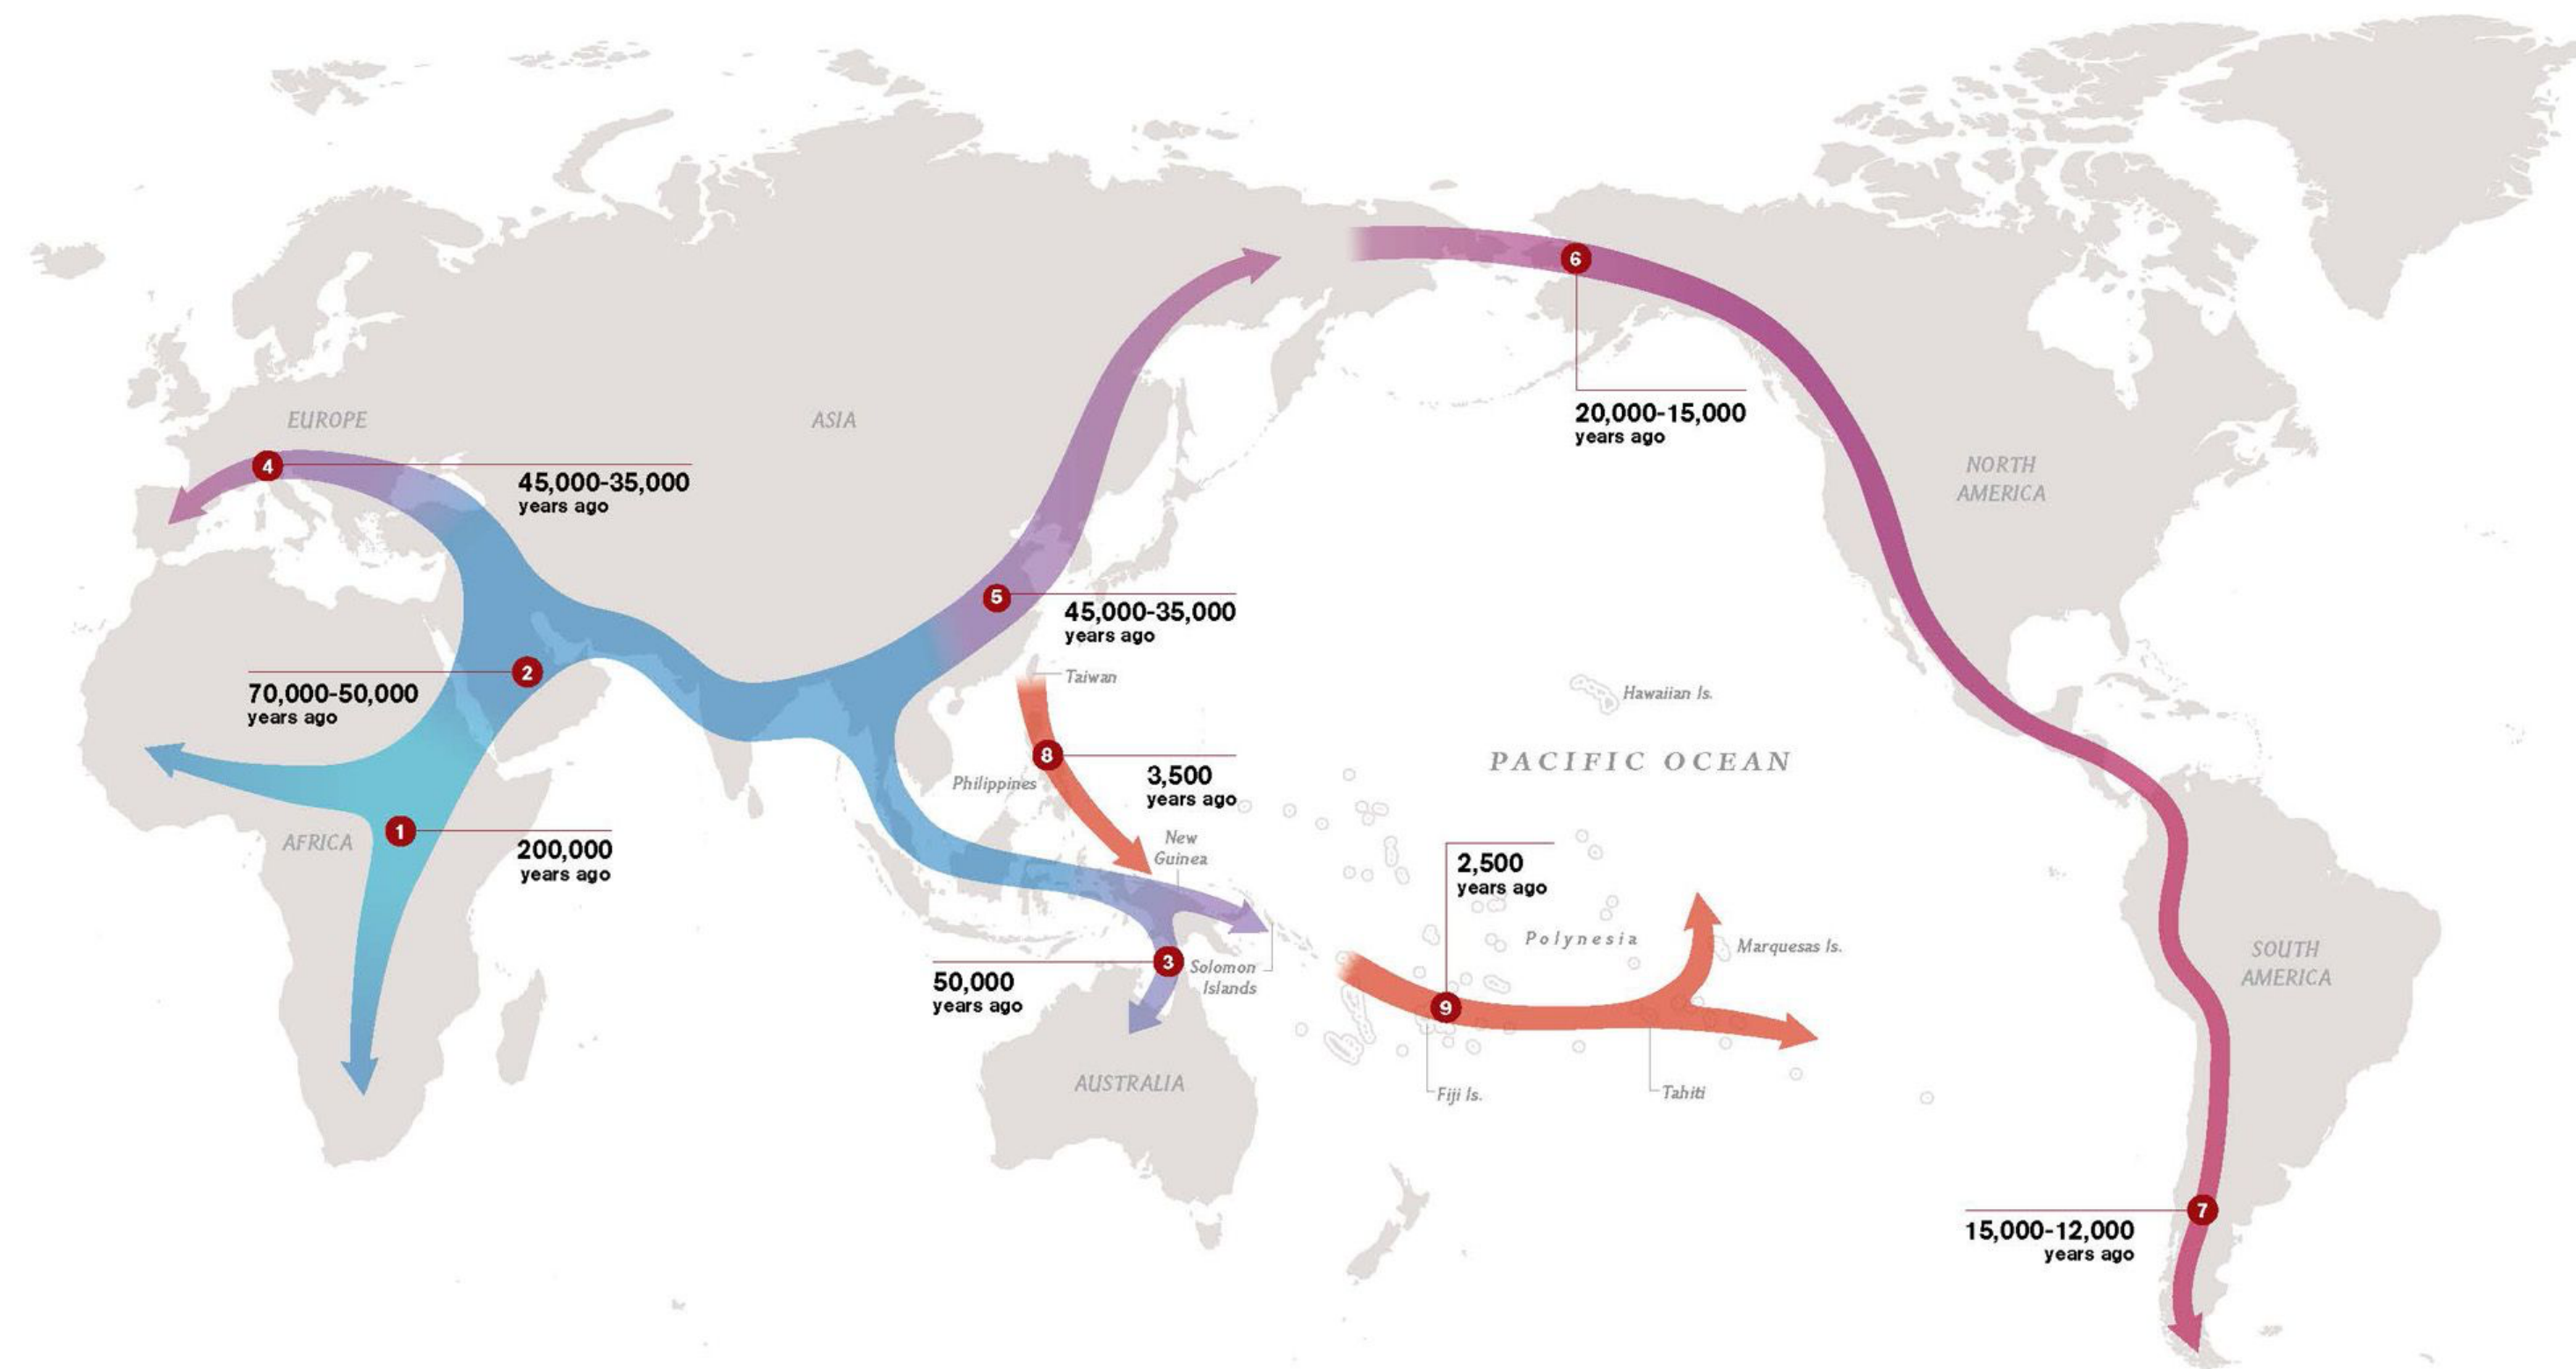 6
20,000-15,000
years ago
EUROPE
ASIA
4
45,000-35,000
years ago
NORTH
AMERICA
5
45,000-35,000
years ago
2
70,000-50,000
years ago
Taiwan
Hawaiian Is.
8
3,500
years ago
Philippines
PACIFIC OCEAN
1
AFRICA
200,000
years ago
New
Guinea
2,500
years ago
Polynesia
Marquesas Is.
3
50,000
years ago
Solomon
Islands
SOUTH
AMERICA
9
AUSTRALIA
Fiji Is.
Tahiti
7
15,000-12,000
years ago